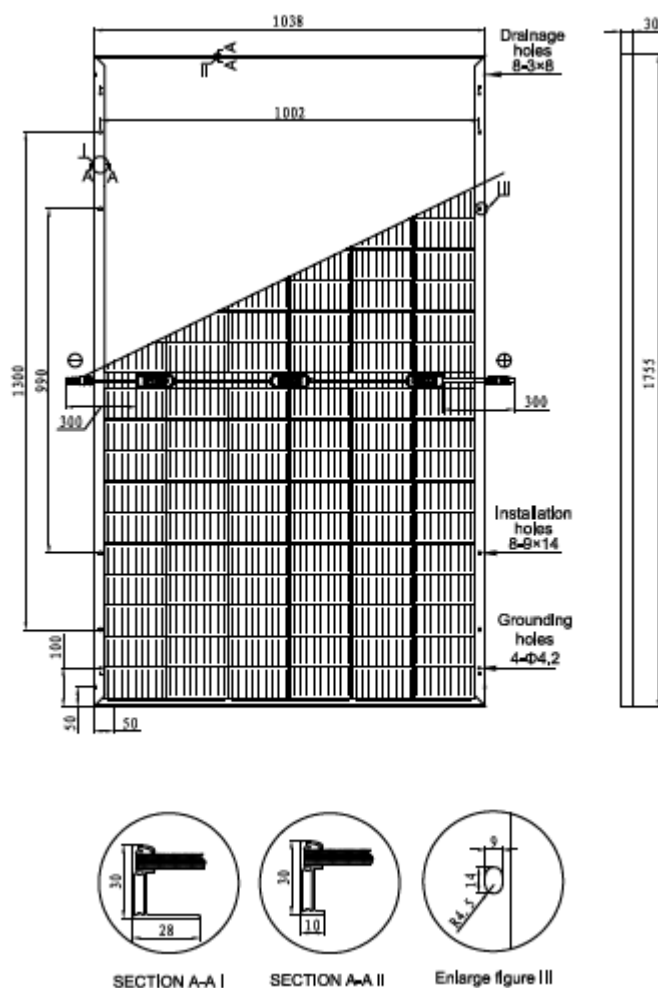 1038
30
A
A
II
Drainage
holes
8-3×8
1002
I
A
A
III
1300
990
1755
⊖
⊕
300
300
Installation
holes
8-9×14
Grounding
holes
4-Φ4.2
100
50
50
30
28
30
10
9
14
R4.5
SECTION A-A I
SECTION A-A II
Enlarge figure III